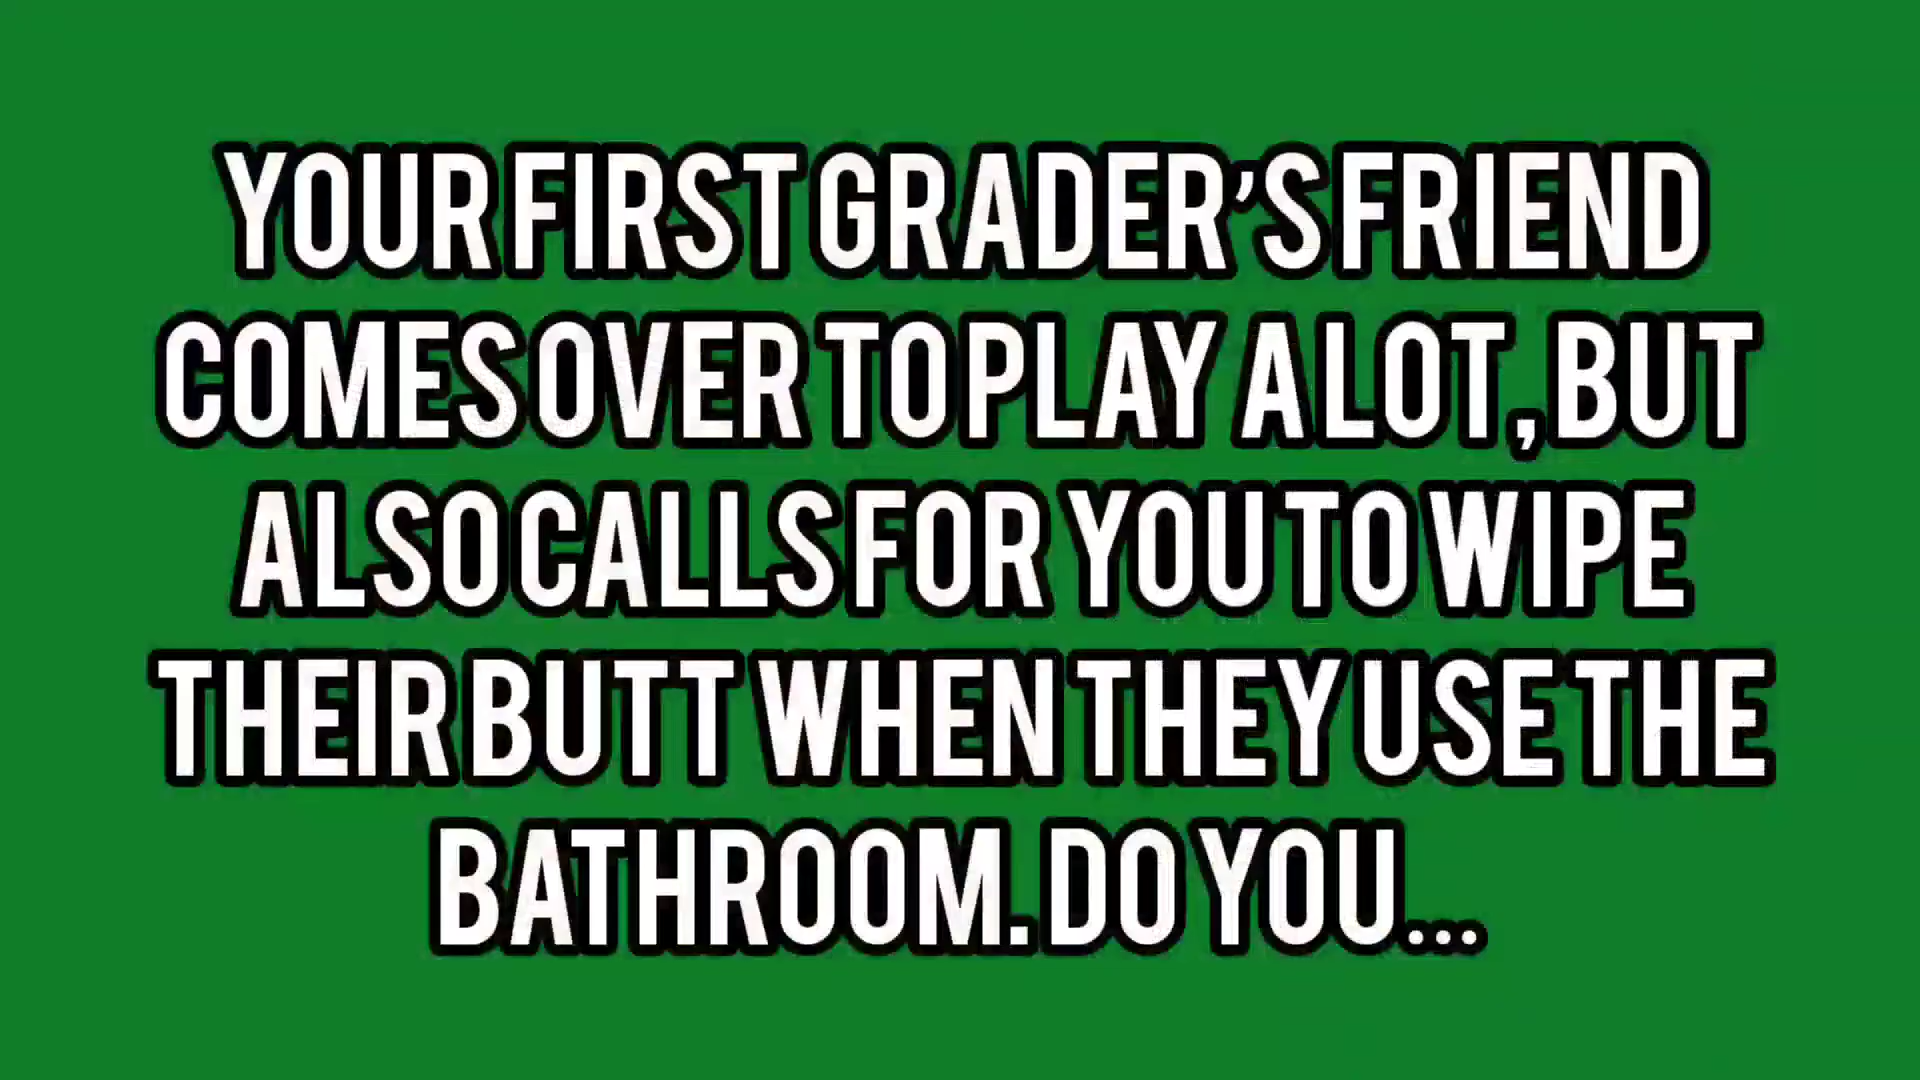 YOUR FIRST GRADER'S FRIEND
COMES OVER TO PLAY A LOT, BUT
ALSO CALLS FOR YOU TO WIPE
THEIR BUTT WHEN THEY USE THE
BATHROOM. DO YOU...